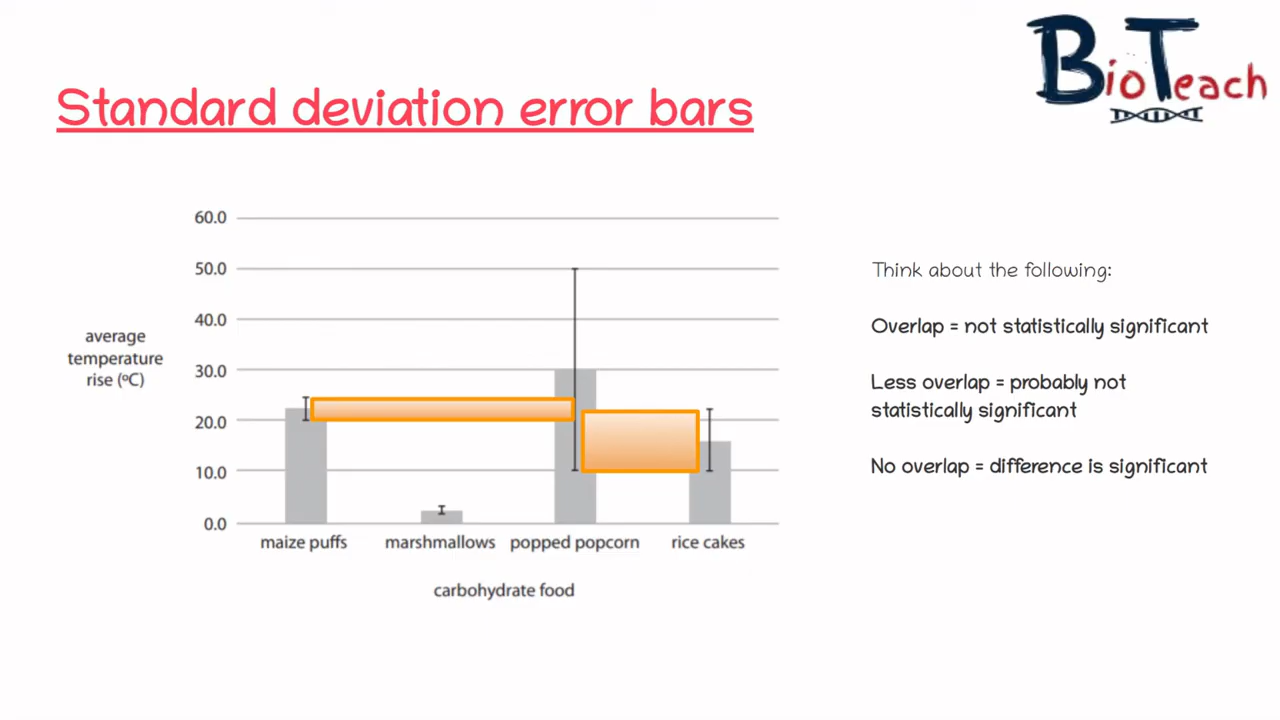 BioTeach
Standard deviation error bars
60.0
50.0
40.0
30.0
20.0
10.0
0.0
average
temperature
rise (ºC)
maize puffs
marshmallows
popped popcorn
rice cakes
carbohydrate food
Think about the following:
Overlap = not statistically significant
Less overlap = probably not
statistically significant
No overlap = difference is significant